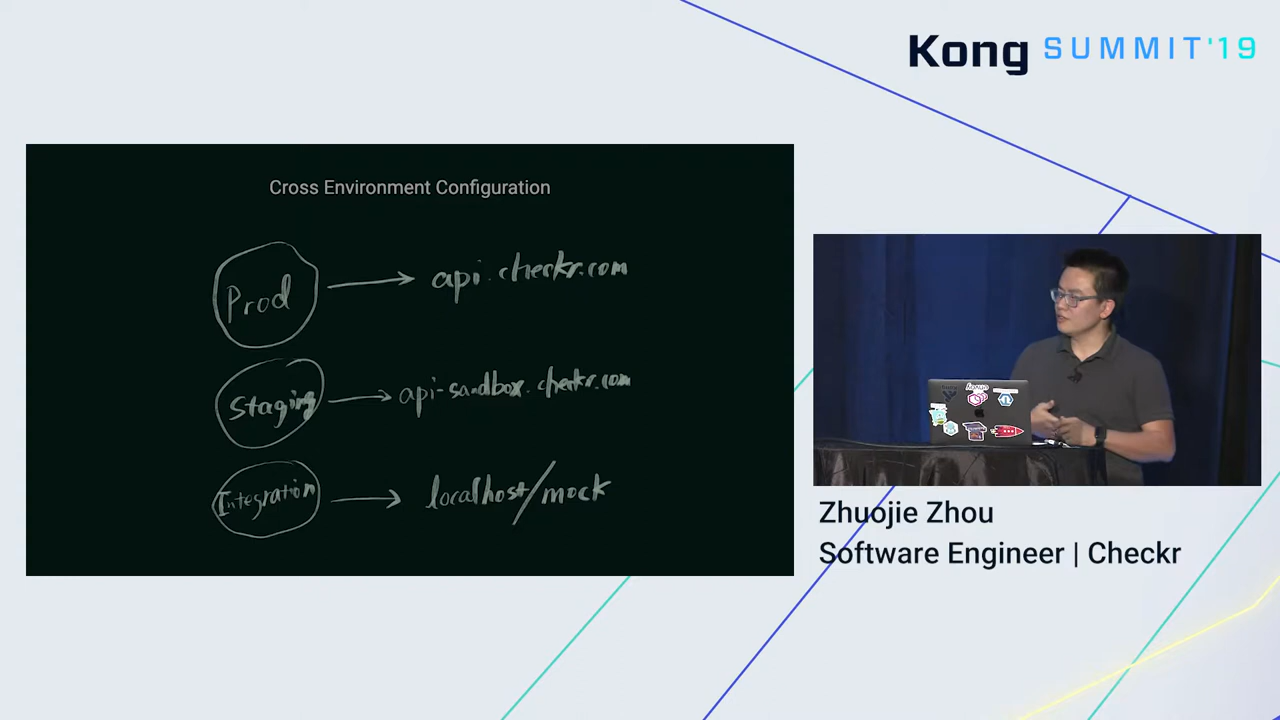 Kong SUMMIT'19
Cross Environment Configuration
Prod → api.checkr.com
Staging → api-sandbox.checkr.com
Integration → localhost/mock
Zhuojie Zhou
Software Engineer | Checkr